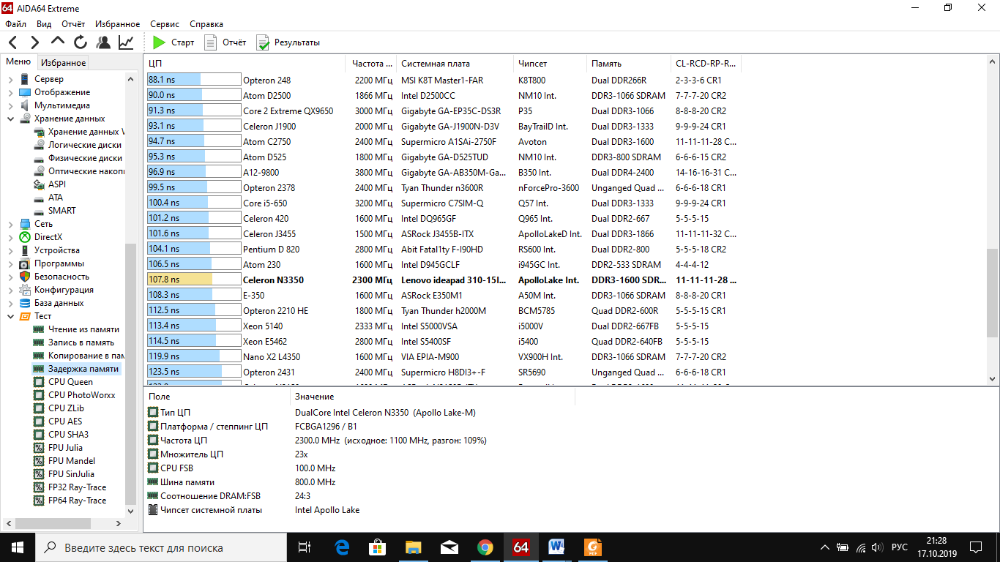 AIDA64 Extreme
Файл Вид Отчёт Избранное Сервис Справка
Старт Отчёт Результаты
Меню Избранное
Сервер
Отображение
Мультимедиа
Хранение данных
Хранение данных
Логические диски
Физические диски
Оптические накоп
ASPI
ATA
SMART
Сеть
DirectX
Устройства
Программы
Безопасность
Конфигурация
База данных
Тест
Чтение из памяти
Запись в память
Копирование в пам
Задержка памяти
CPU Queen
CPU PhotoWorxx
CPU ZLib
CPU AES
CPU SHA3
FPU Julia
FPU Mandel
FPU SinJulia
FP32 Ray-Trace
FP64 Ray-Trace
ЦП Частота ... Системная плата Чипсет Память CL-RCD-RP-R...
88.1 ns Opteron 248 2200 МГц MSI K8T Master1-FAR K8T800 Dual DDR266R 2-3-3-6 CR1
90.0 ns Atom D2500 1866 МГц Intel D2500CC NM10 Int. DDR3-1066 SDRAM 7-7-7-20 CR2
91.3 ns Core 2 Extreme QX9650 3000 МГц Gigabyte GA-EP35C-DS3R P35 Dual DDR3-1066 8-8-8-20 CR2
93.1 ns Celeron J1900 2000 МГц Gigabyte GA-J1900N-D3V BayTrailD Int. Dual DDR3-1333 9-9-9-24 CR1
94.7 ns Atom C2750 2400 МГц Supermicro A1SAi-2750F Avoton Dual DDR3-1600 11-11-11-28 C...
95.3 ns Atom D525 1800 МГц Gigabyte GA-D525TUD NM10 Int. DDR3-800 SDRAM 6-6-6-15 CR2
96.9 ns A12-9800 3800 МГц Gigabyte GA-AB350M-Ga... B350 Int. Dual DDR4-2400 14-16-16-31 C...
99.5 ns Opteron 2378 2400 МГц Tyan Thunder n3600R nForcePro-3600 Unganged Quad ... 6-6-6-18 CR1
100.4 ns Core i5-650 3200 МГц Supermicro C7SIM-Q Q57 Int. Dual DDR3-1333 9-9-9-24 CR1
101.2 ns Celeron 420 1600 МГц Intel DQ965GF Q965 Int. Dual DDR2-667 5-5-5-15
101.6 ns Celeron J3455 1500 МГц ASRock J3455B-ITX ApolloLakeD Int. Dual DDR3-1866 11-11-11-32 C...
104.1 ns Pentium D 820 2800 МГц Abit Fatal1ty F-I90HD RS600 Int. Dual DDR2-800 5-5-5-18 CR2
106.5 ns Atom 230 1600 МГц Intel D945GCLF i945GC Int. DDR2-533 SDRAM 4-4-4-12
107.8 ns Celeron N3350 2300 МГц Lenovo ideapad 310-15I... ApolloLake Int. DDR3-1600 SDR... 11-11-11-28 ...
108.3 ns E-350 1600 МГц ASRock E350M1 A50M Int. DDR3-1066 SDRAM 8-8-8-20 CR1
112.5 ns Opteron 2210 HE 1800 МГц Tyan Thunder h2000M BCM5785 Quad DDR2-600R 5-5-5-15 CR1
113.4 ns Xeon 5140 2333 МГц Intel S5000VSA i5000V Dual DDR2-667FB 5-5-5-15
114.5 ns Xeon E5462 2800 МГц Intel S5400SF i5400 Quad DDR2-640FB 5-5-5-15
119.9 ns Nano X2 L4350 1600 МГц VIA EPIA-M900 VX900H Int. DDR3-1066 SDRAM 7-7-7-20 CR2
123.5 ns Opteron 2431 2400 МГц Supermicro H8DI3+-F SR5690 Unganged Quad ... 6-6-6-18 CR1
Поле Значение
Тип ЦП DualCore Intel Celeron N3350 (Apollo Lake-M)
Платформа / степпинг ЦП FCBGA1296 / B1
Частота ЦП 2300.0 MHz (исходное: 1100 MHz, разгон: 109%)
Множитель ЦП 23x
CPU FSB 100.0 MHz
Шина памяти 800.0 MHz
Соотношение DRAM:FSB 24:3
Чипсет системной платы Intel Apollo Lake
Введите здесь текст для поиска
64
РУС
21:28
17.10.2019